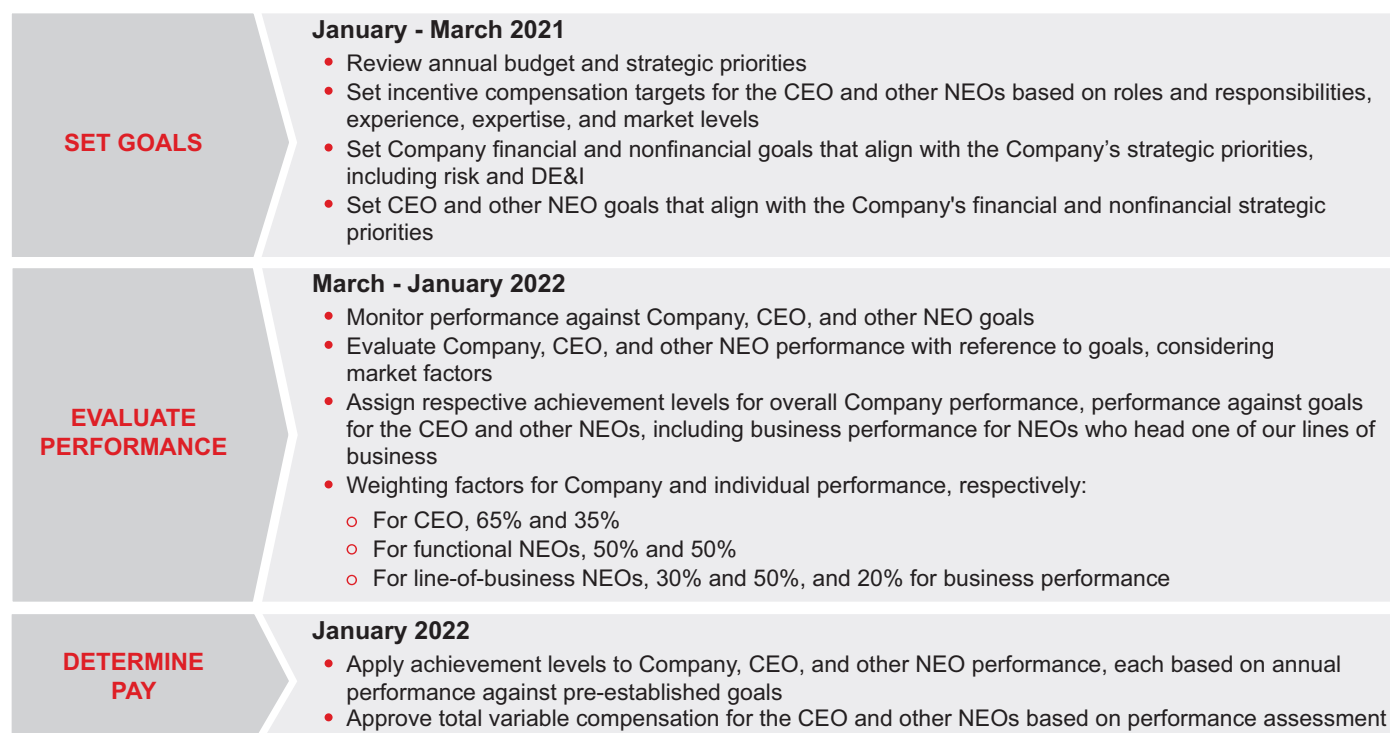 SET GOALS
January - March 2021
• Review annual budget and strategic priorities
• Set incentive compensation targets for the CEO and other NEOs based on roles and responsibilities,
experience, expertise, and market levels
• Set Company financial and nonfinancial goals that align with the Company’s strategic priorities,
including risk and DE&I
• Set CEO and other NEO goals that align with the Company's financial and nonfinancial strategic
priorities
EVALUATE
PERFORMANCE
March - January 2022
• Monitor performance against Company, CEO, and other NEO goals
• Evaluate Company, CEO, and other NEO performance with reference to goals, considering
market factors
• Assign respective achievement levels for overall Company performance, performance against goals
for the CEO and other NEOs, including business performance for NEOs who head one of our lines of
business
• Weighting factors for Company and individual performance, respectively:
○ For CEO, 65% and 35%
○ For functional NEOs, 50% and 50%
○ For line-of-business NEOs, 30% and 50%, and 20% for business performance
DETERMINE
PAY
January 2022
• Apply achievement levels to Company, CEO, and other NEO performance, each based on annual
performance against pre-established goals
• Approve total variable compensation for the CEO and other NEOs based on performance assessment